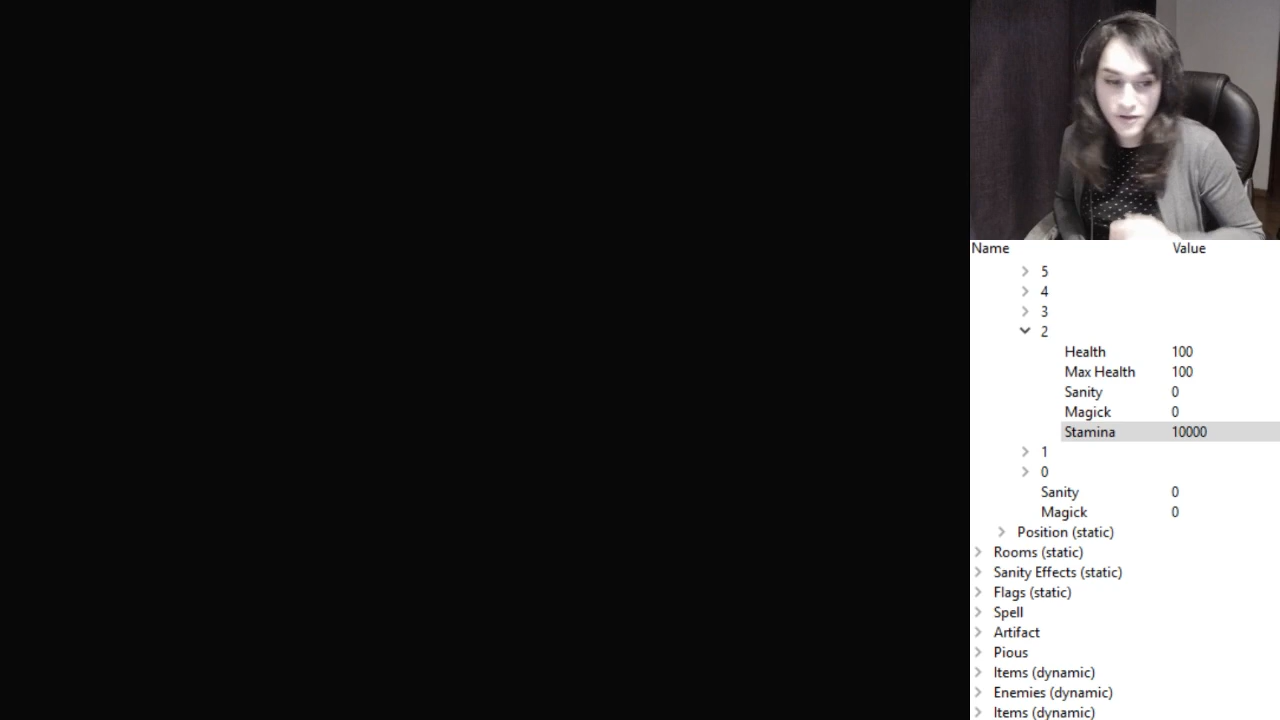 Name Value
5
4
3
2
Health 100
Max Health 100
Sanity 0
Magick 0
Stamina 10000
1
0
Sanity 0
Magick 0
Position (static)
Rooms (static)
Sanity Effects (static)
Flags (static)
Spell
Artifact
Pious
Items (dynamic)
Enemies (dynamic)
Items (dynamic)